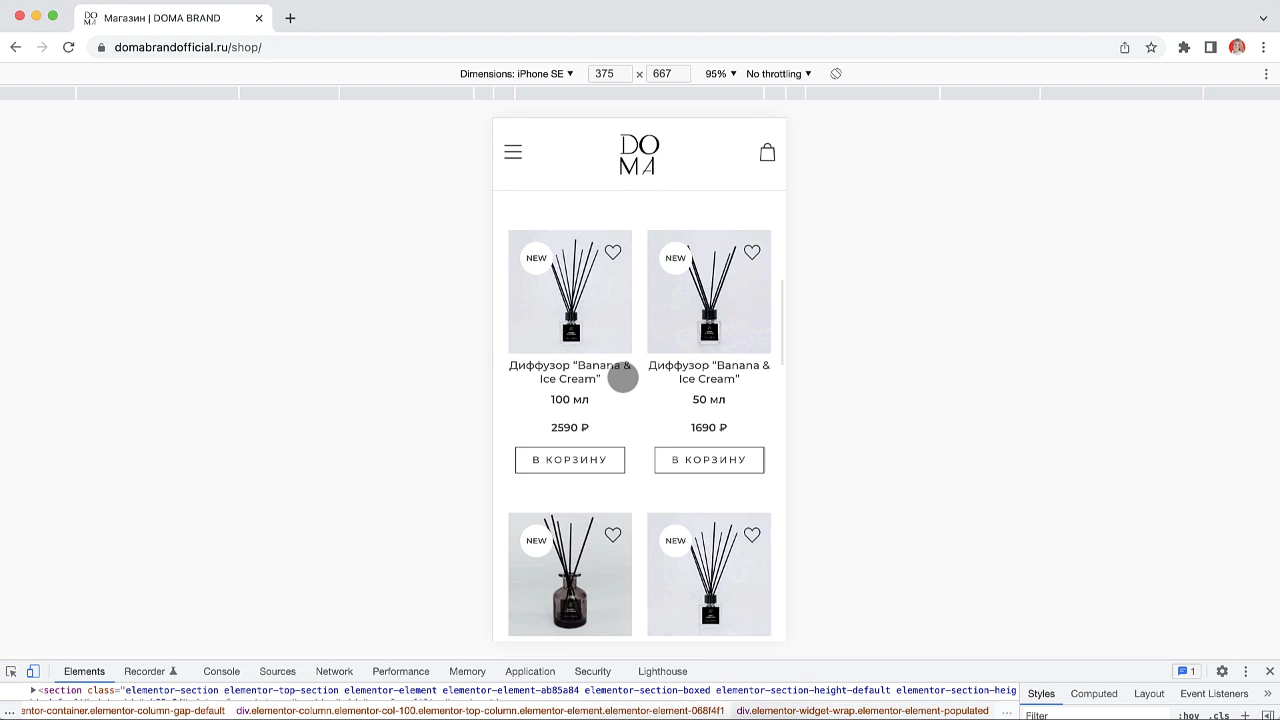 DO
MA
Магазин | DOMA BRAND
domabrandofficial.ru/shop/
Dimensions: iPhone SE ▼ 375 × 667 95% ▼ No throttling ▼
DO
MA
NEW
NEW
Диффузор “Banana &
Ice Cream”
100 мл
2590 ₽
В КОРЗИНУ
Диффузор “Banana &
Ice Cream”
50 мл
1690 ₽
В КОРЗИНУ
NEW
NEW
Elements Recorder Console Sources Network Performance Memory Application Security Lighthouse 1
<section class="elementor-section elementor-top-section elementor-element elementor-element-ab85a84 elementor-section-boxed elementor-section-height-default elementor-section-heig
Styles Computed Layout Event Listeners »
... entor-container.elementor-column-gap-default div.elementor-column.elementor-col-100.elementor-top-column.elementor-element.elementor-element-068f4f1 div.elementor-widget-wrap.elementor-element-populated ...
Filter :hov .cls +